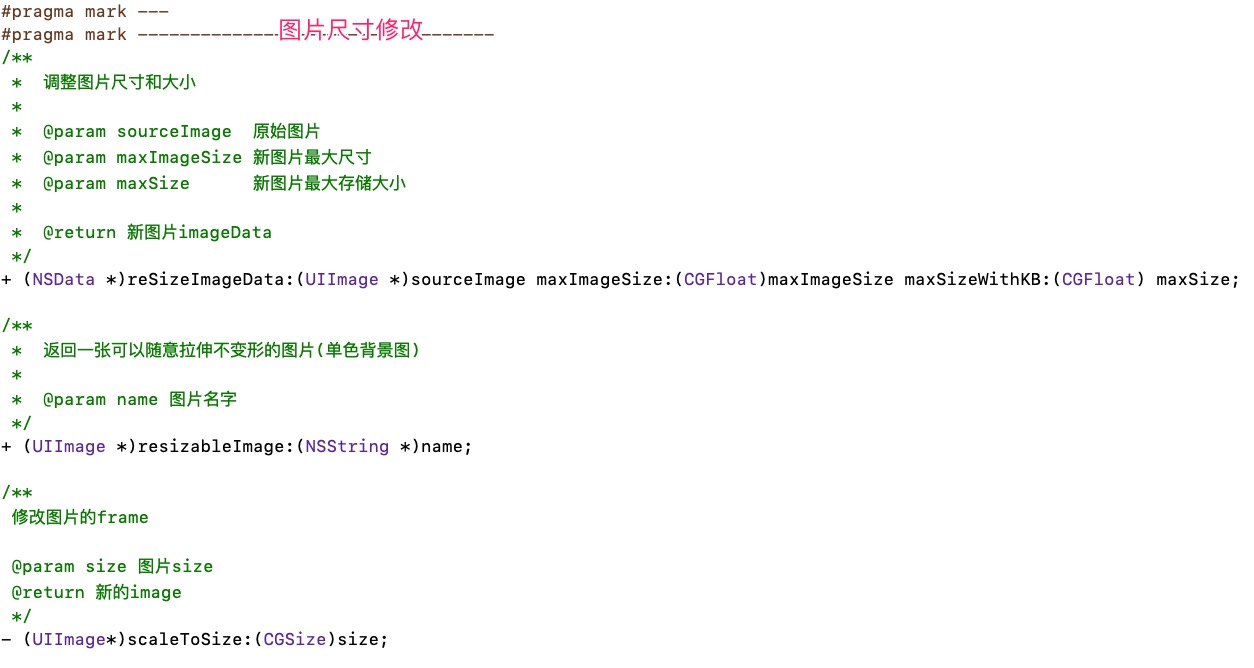 #pragma mark ---
#pragma mark --------------图片尺寸修改-------
/**
 *  调整图片尺寸和大小
 *
 *  @param sourceImage  原始图片
 *  @param maxImageSize 新图片最大尺寸
 *  @param maxSize      新图片最大存储大小
 *
 *  @return 新图片imageData
 */
+ (NSData *)reSizeImageData:(UIImage *)sourceImage maxImageSize:(CGFloat)maxImageSize maxSizeWithKB:(CGFloat) maxSize;
/**
 *  返回一张可以随意拉伸不变形的图片(单色背景图)
 *
 *  @param name 图片名字
 */
+ (UIImage *)resizableImage:(NSString *)name;
/**
 修改图片的frame
 @param size 图片size
 @return 新的image
 */
- (UIImage*)scaleToSize:(CGSize)size;